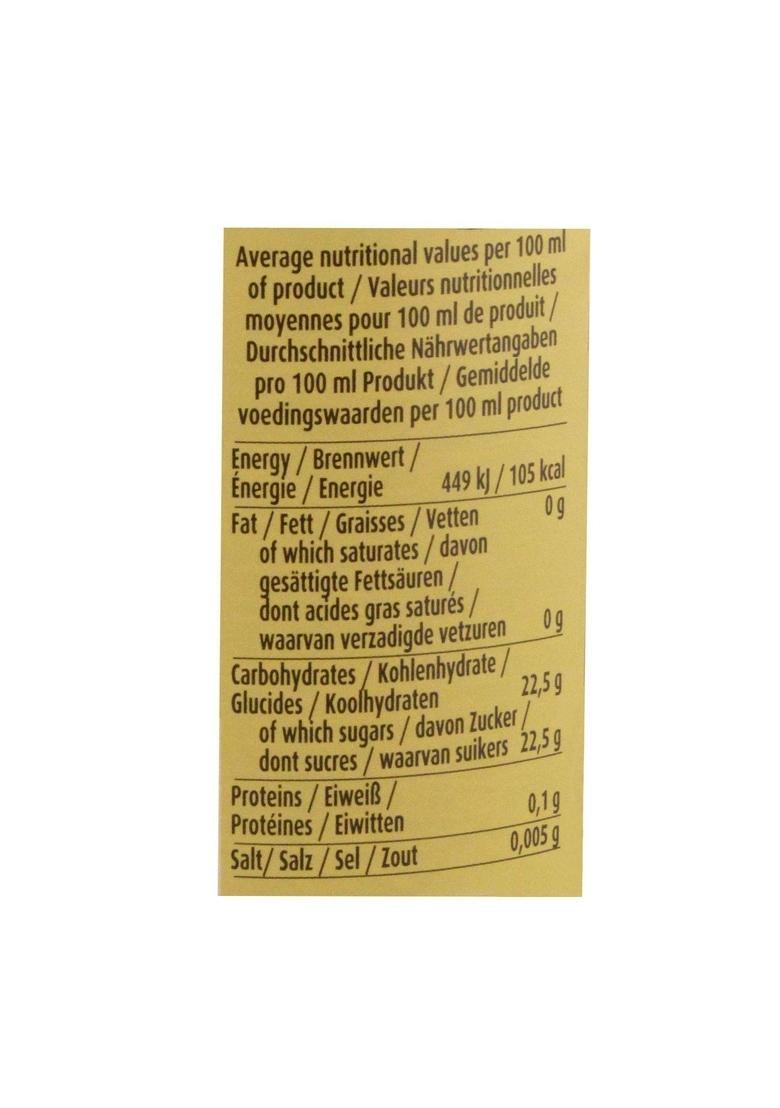 Average nutritional values per 100 ml
of product / Valeurs nutritionnelles
moyennes pour 100 ml de produit /
Durchschnittliche Nährwertangaben
pro 100 ml Produkt / Gemiddelde
voedingswaarden per 100 ml product
Energy / Brennwert /
Énergie / Energie 449 kJ / 105 kcal
Fat / Fett / Graisses / Vetten 0 g
of which saturates / davon
gesättigte Fettsäuren /
dont acides gras saturés /
waarvan verzadigde vetzuren 0 g
Carbohydrates / Kohlenhydrate /
Glucides / Koolhydraten 22,5 g
of which sugars / davon Zucker /
dont sucres / waarvan suikers 22,5 g
Proteins / Eiweiß /
Protéines / Eiwitten 0,1 g
Salt/ Salz / Sel / Zout 0,005 g